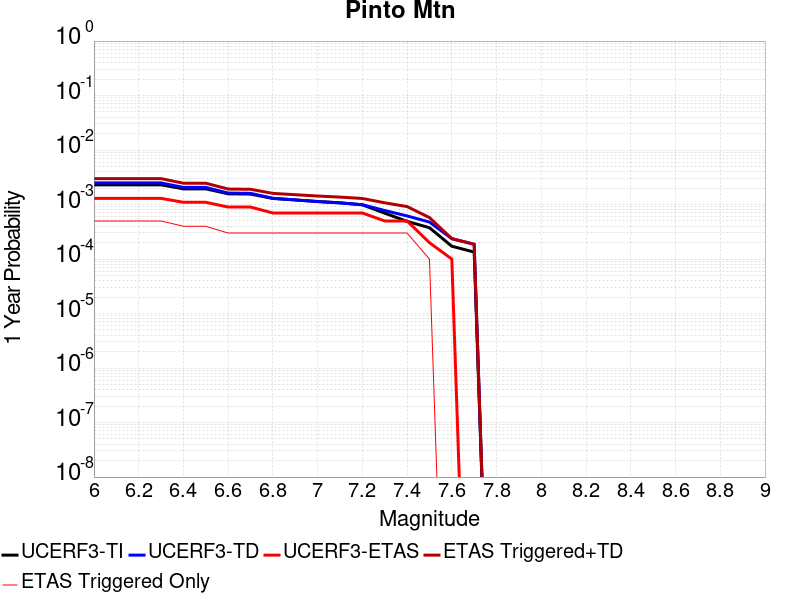 Pinto Mtn
10^0
10^-1
10^-2
10^-3
10^-4
10^-5
10^-6
10^-7
10^-8
1 Year Probability
6 6.2 6.4 6.6 6.8 7 7.2 7.4 7.6 7.8 8 8.2 8.4 8.6 8.8 9
Magnitude
UCERF3-TI UCERF3-TD UCERF3-ETAS ETAS Triggered+TD
ETAS Triggered Only